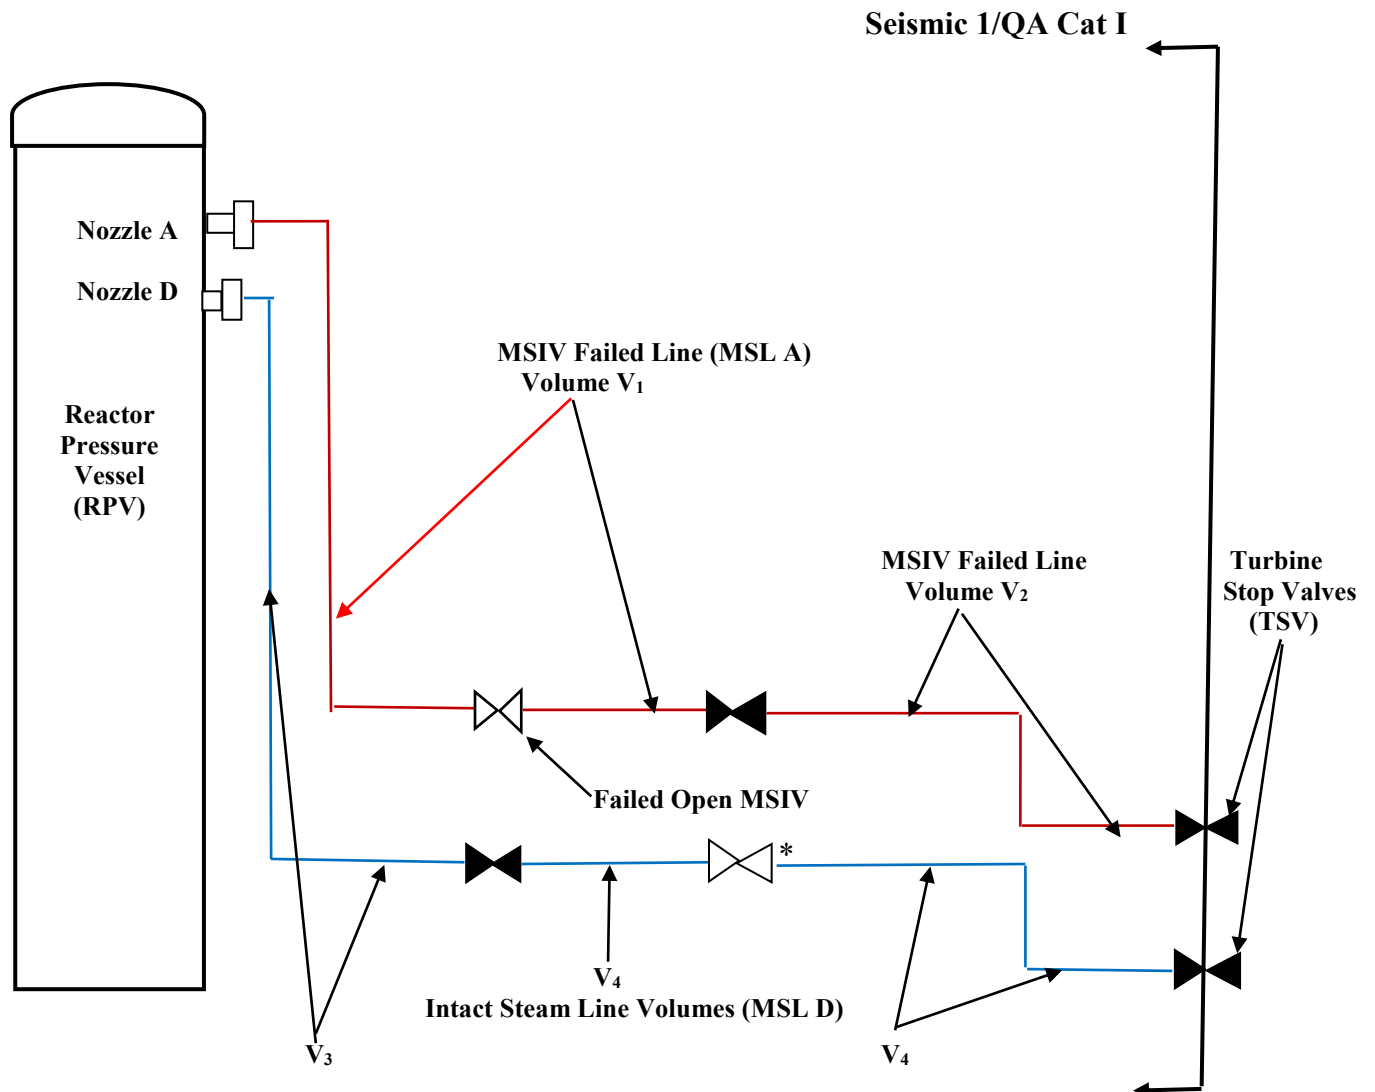 Seismic 1/QA Cat I
Nozzle A
Nozzle D
MSIV Failed Line (MSL A)
Volume V₁
Reactor
Pressure
Vessel
(RPV)
MSIV Failed Line
Volume V₂
Turbine
Stop Valves
(TSV)
Failed Open MSIV
*
V₄
Intact Steam Line Volumes (MSL D)
V₃
V₄